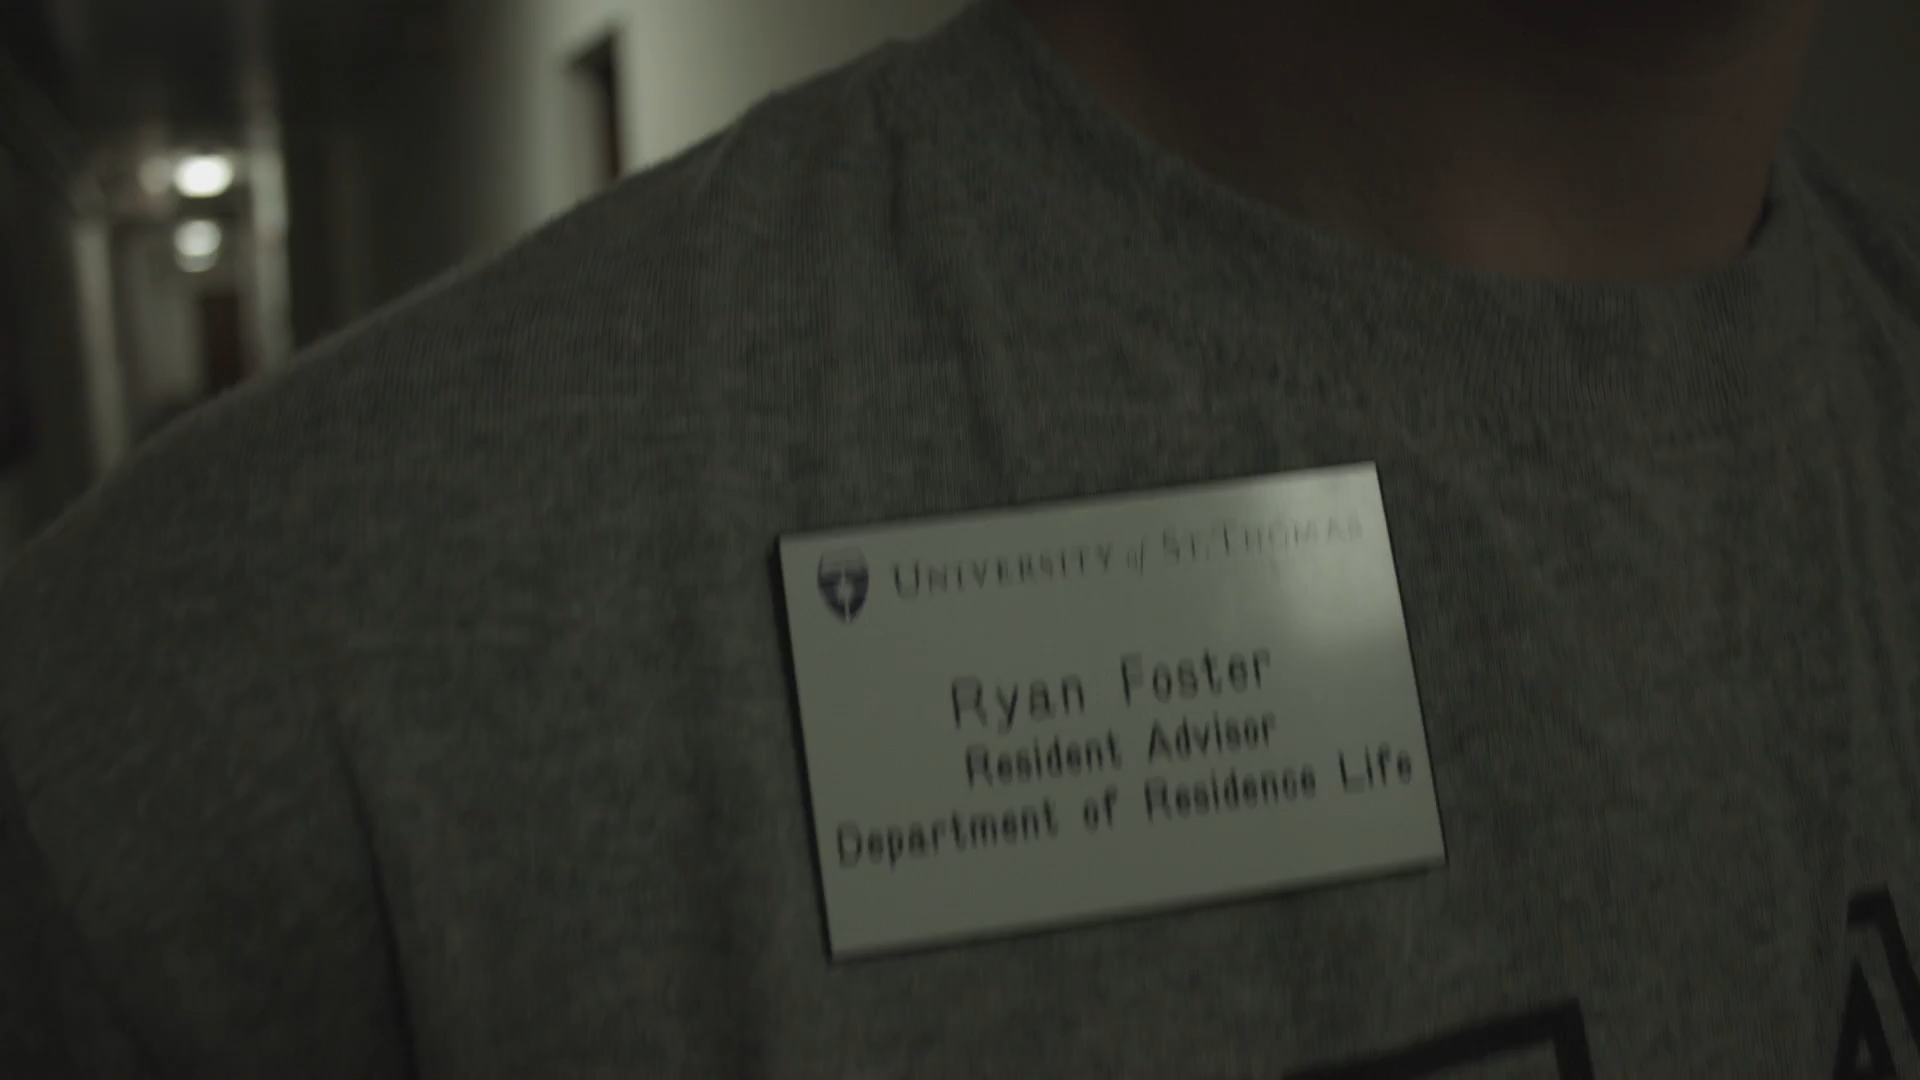 UNIVERSITY of ST. THOMAS
Ryan Foster
Resident Advisor
Department of Residence Life